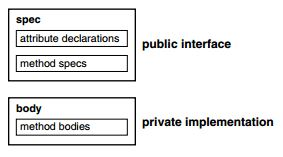 spec
attribute declarations
public interface
method specs
body
method bodies
private implementation